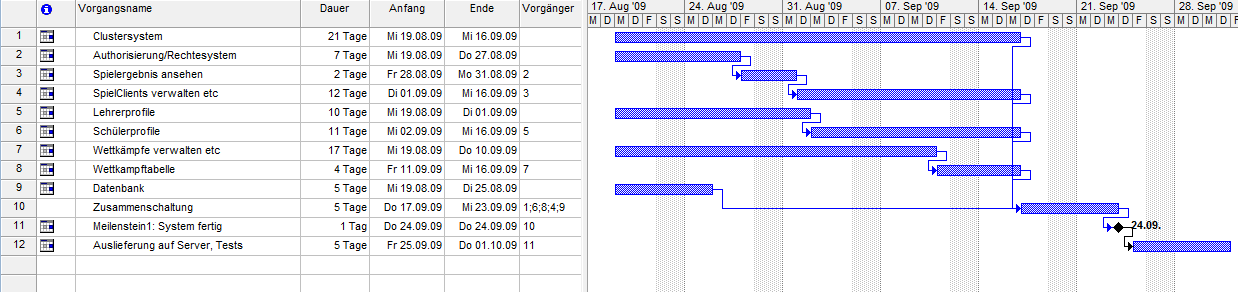 Vorgangsname Dauer Anfang Ende Vorgänger 17. Aug '09 24. Aug '09 31. Aug '09 07. Sep '09 14. Sep '09 21. Sep '09 28. Sep '09
M D M D F S S M D M D F S S M D M D F S S M D M D F S S M D M D F S S M D M D F S S M D M D F
1 Clustersystem 21 Tage Mi 19.08.09 Mi 16.09.09
2 Authorisierung/Rechtesystem 7 Tage Mi 19.08.09 Do 27.08.09
3 Spielergebnis ansehen 2 Tage Fr 28.08.09 Mo 31.08.09 2
4 SpielClients verwalten etc 12 Tage Di 01.09.09 Mi 16.09.09 3
5 Lehrerprofile 10 Tage Mi 19.08.09 Di 01.09.09
6 Schülerprofile 11 Tage Mi 02.09.09 Mi 16.09.09 5
7 Wettkämpfe verwalten etc 17 Tage Mi 19.08.09 Do 10.09.09
8 Wettkampftabelle 4 Tage Fr 11.09.09 Mi 16.09.09 7
9 Datenbank 5 Tage Mi 19.08.09 Di 25.08.09
10 Zusammenschaltung 5 Tage Do 17.09.09 Mi 23.09.09 1;6;8;4;9
11 Meilenstein1: System fertig 1 Tag Do 24.09.09 Do 24.09.09 10 24.09.
12 Auslieferung auf Server, Tests 5 Tage Fr 25.09.09 Do 01.10.09 11